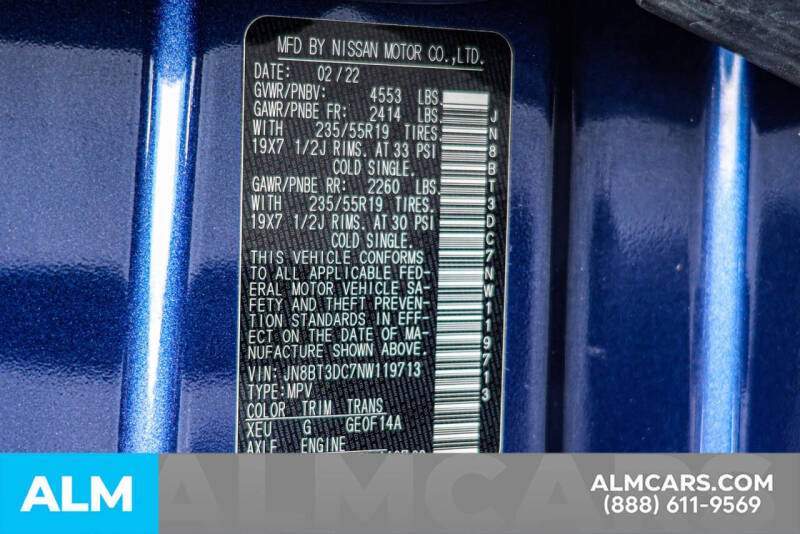 MFD BY NISSAN MOTOR CO.,LTD.
DATE: 02/22
GVWR/PNBV: 4553 LBS.
GAWR/PNBE FR: 2414 LBS.
WITH 235/55R19 TIRES.
19X7 1/2J RIMS. AT 33 PSI
COLD SINGLE.
GAWR/PNBE RR: 2260 LBS.
WITH 235/55R19 TIRES.
19X7 1/2J RIMS. AT 30 PSI
COLD SINGLE.
THIS VEHICLE CONFORMS
TO ALL APPLICABLE FED-
ERAL MOTOR VEHICLE SA-
FETY AND THEFT PREVEN-
TION STANDARDS IN EFF-
ECT ON THE DATE OF MA-
NUFACTURE SHOWN ABOVE.
VIN: JN8BT3DC7NW119713
TYPE:MPV
COLOR TRIM TRANS
XEU G GE0F14A
AXLE ENGINE
JN8BT3DC7NW119713
ALM
ALMCARS
ALMCARS.COM
(888) 611-9569